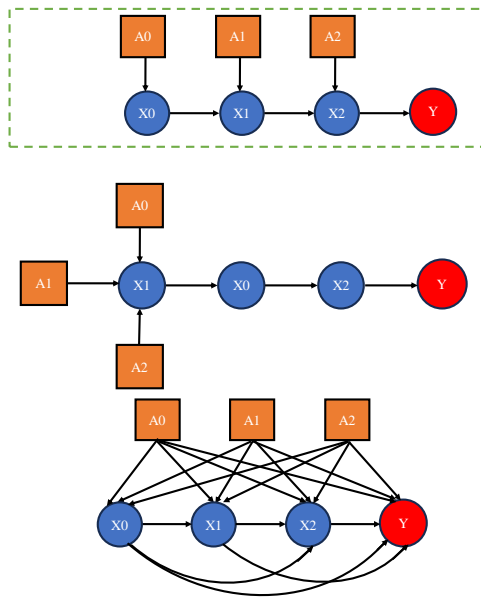 A0 A1 A2
X0 X1 X2 Y
A0
A1 X1 X0 X2 Y
A2
A0 A1 A2
X0 X1 X2 Y